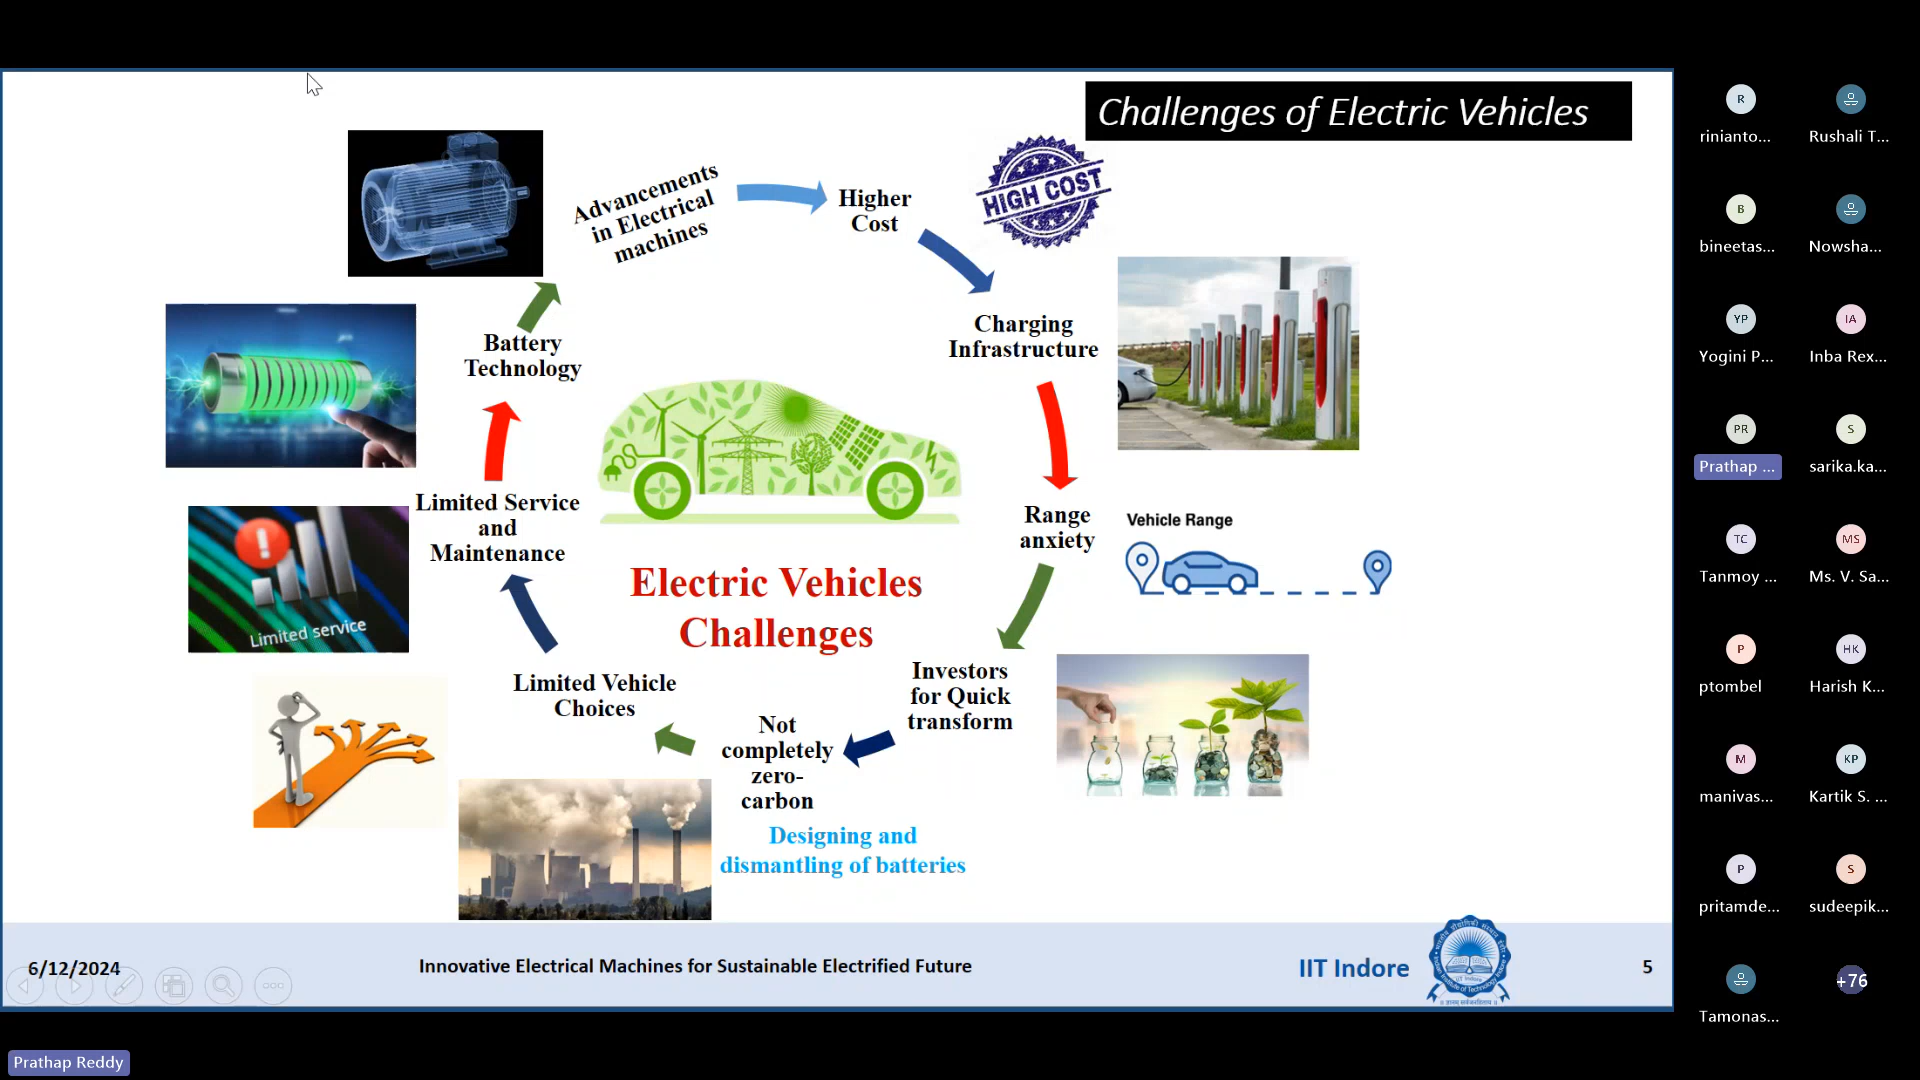 Challenges of Electric Vehicles
Advancements
in Electrical
machines
Higher
Cost
HIGH COST
Charging
Infrastructure
Battery
Technology
Limited Service
and
Maintenance
Limited service
Range
anxiety
Vehicle Range
Electric Vehicles
Challenges
Investors
for Quick
transform
Limited Vehicle
Choices
Not
completely
zero-
carbon
Designing and
dismantling of batteries
6/12/2024
Innovative Electrical Machines for Sustainable Electrified Future
IIT Indore
5
R
rinianto...
Rushali T...
B
bineetas...
Nowsha...
YP
Yogini P...
IA
Inba Rex...
PR
Prathap ...
S
sarika.ka...
TC
Tanmoy ...
MS
Ms. V. Sa...
P
ptombel
HK
Harish K...
M
manivas...
KP
Kartik S. ...
P
pritamde...
S
sudeepik...
Tamonas...
+76
Prathap Reddy